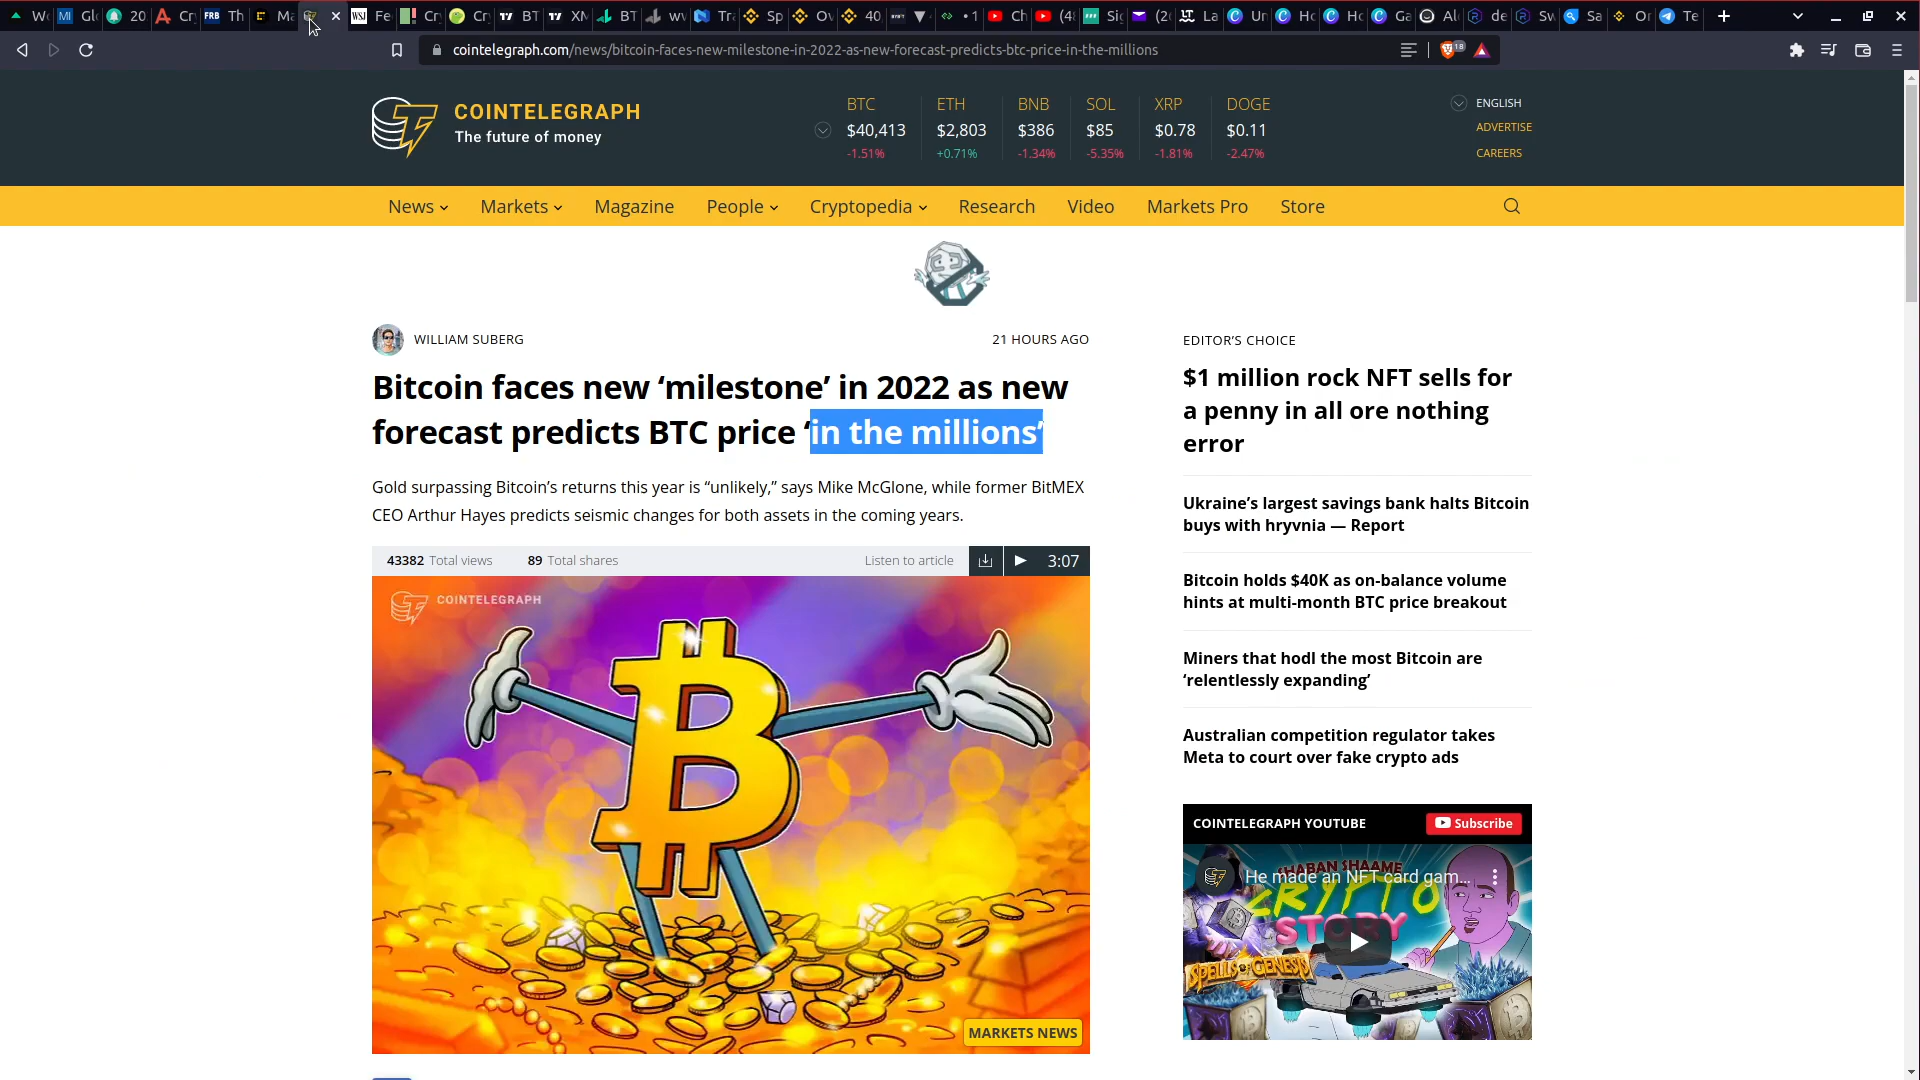 cointelegraph.com/news/bitcoin-faces-new-milestone-in-2022-as-new-forecast-predicts-btc-price-in-the-millions
18
COINTELEGRAPH
The future of money
BTC ETH BNB SOL XRP DOGE
$40,413 $2,803 $386 $85 $0.78 $0.11
-1.51% +0.71% -1.34% -5.35% -1.81% -2.47%
ENGLISH
ADVERTISE
CAREERS
News Markets Magazine People Cryptopedia Research Video Markets Pro Store
WILLIAM SUBERG
21 HOURS AGO
Bitcoin faces new ‘milestone’ in 2022 as new
forecast predicts BTC price ‘in the millions’
Gold surpassing Bitcoin’s returns this year is “unlikely,” says Mike McGlone, while former BitMEX
CEO Arthur Hayes predicts seismic changes for both assets in the coming years.
43382 Total views 89 Total shares Listen to article 3:07
COINTELEGRAPH
MARKETS NEWS
EDITOR’S CHOICE
$1 million rock NFT sells for
a penny in all ore nothing
error
Ukraine’s largest savings bank halts Bitcoin
buys with hryvnia — Report
Bitcoin holds $40K as on-balance volume
hints at multi-month BTC price breakout
Miners that hodl the most Bitcoin are
‘relentlessly expanding’
Australian competition regulator takes
Meta to court over fake crypto ads
COINTELEGRAPH YOUTUBE
Subscribe
He made an NFT card gam...
SHABAN SHAAME
CRYPTO
STORY
SPELLS OF GENESIS